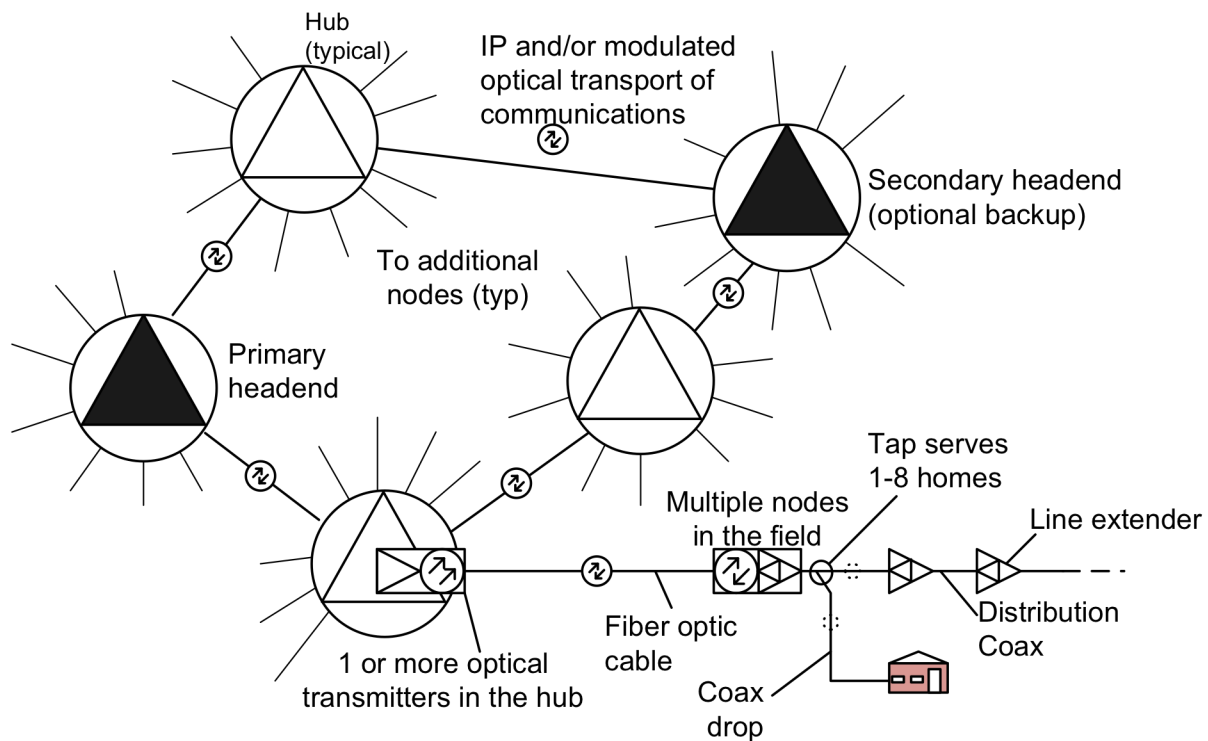 Hub
(typical)
IP and/or modulated
optical transport of
communications
Secondary headend
(optional backup)
To additional
nodes (typ)
Primary
headend
Tap serves
1-8 homes
Multiple nodes
in the field
Line extender
Fiber optic
cable
Distribution
Coax
1 or more optical
transmitters in the hub
Coax
drop